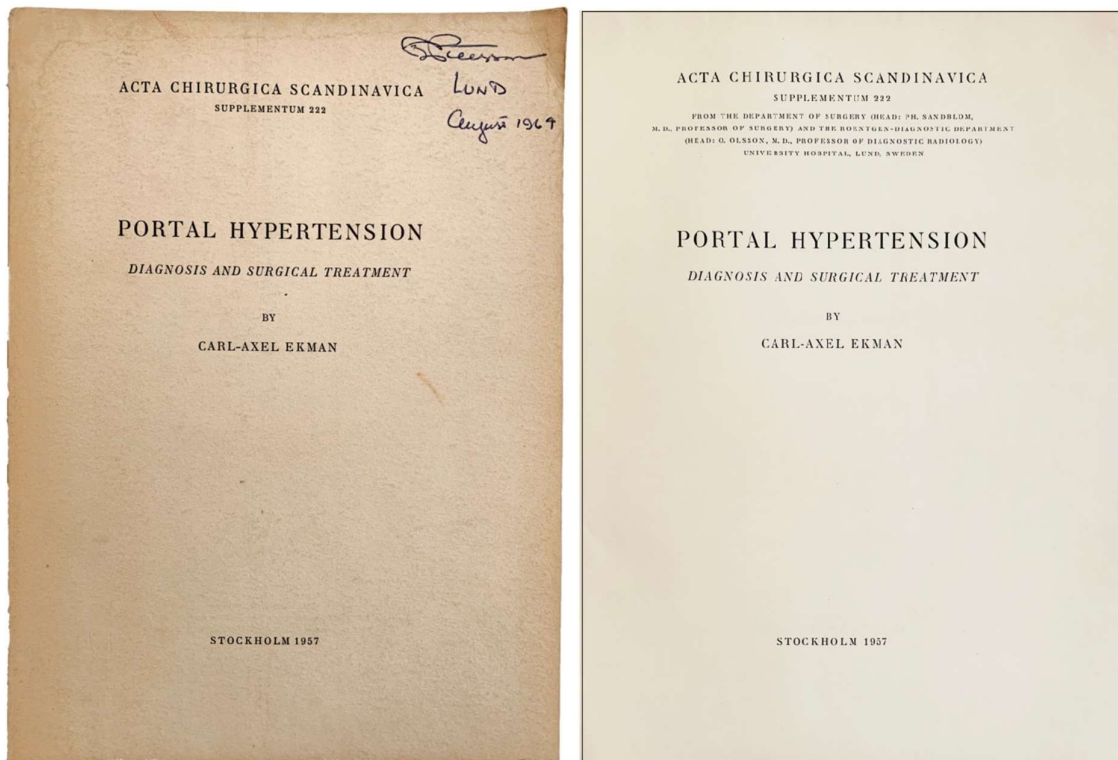 LUND
August 1964
ACTA CHIRURGICA SCANDINAVICA
SUPPLEMENTUM 222
PORTAL HYPERTENSION
DIAGNOSIS AND SURGICAL TREATMENT
BY
CARL-AXEL EKMAN
STOCKHOLM 1957
ACTA CHIRURGICA SCANDINAVICA
SUPPLEMENTUM 222
FROM THE DEPARTMENT OF SURGERY (HEAD: PH. SANDBLOM,
M. D., PROFESSOR OF SURGERY) AND THE ROENTGEN-DIAGNOSTIC DEPARTMENT
(HEAD: O. OLSSON, M. D., PROFESSOR OF DIAGNOSTIC RADIOLOGY)
UNIVERSITY HOSPITAL, LUND, SWEDEN
PORTAL HYPERTENSION
DIAGNOSIS AND SURGICAL TREATMENT
BY
CARL-AXEL EKMAN
STOCKHOLM 1957